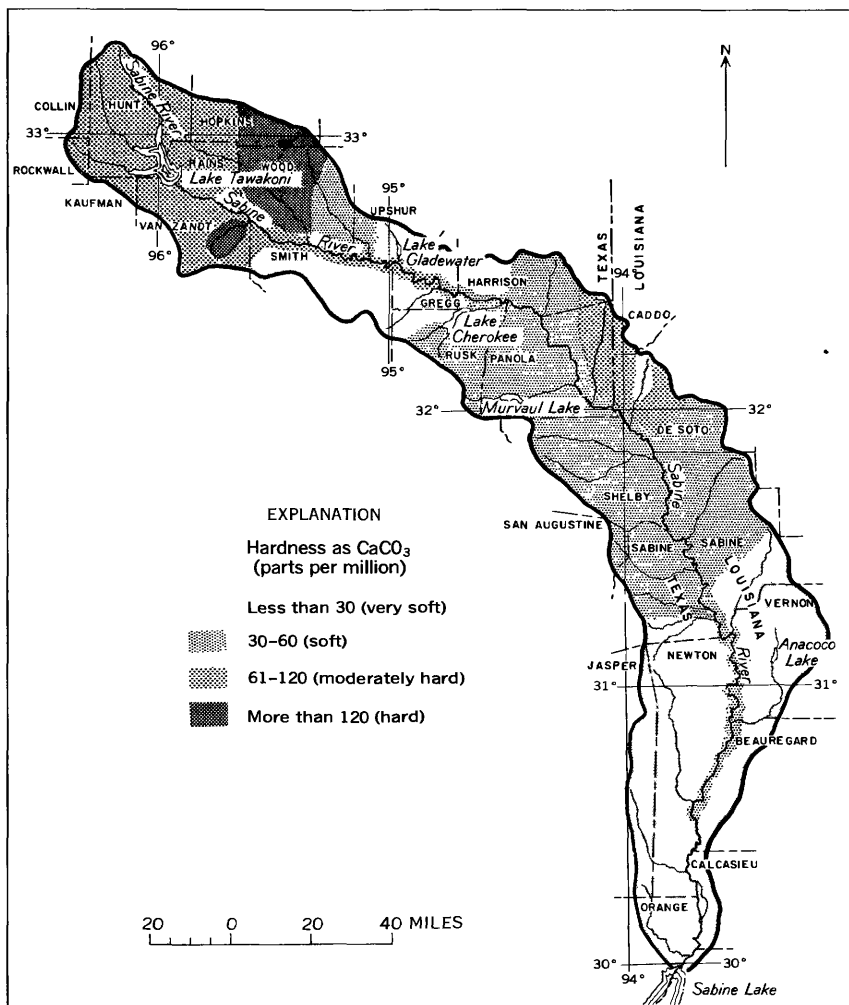 N
96°
COLLIN
HUNT
Sabine River
HOPKINS
33°
33°
ROCKWALL
RAINS
WOOD
Lake Tawakoni
KAUFMAN
VAN ZANDT
Sabine
River
95°
UPSHUR
96°
SMITH
Lake
Gladewater
TEXAS
LOUISIANA
94°
HARRISON
GREGG
CADDO
Lake
Cherokee
RUSK
PANOLA
95°
32°
Murvaul Lake
32°
DE SOTO
Sabine
SHELBY
SAN AUGUSTINE
SABINE
SABINE
TEXAS
LOUISIANA
VERNON
Anacoco
Lake
River
JASPER
NEWTON
31°
31°
BEAUREGARD
CALCASIEU
ORANGE
30°
30°
94°
Sabine Lake
EXPLANATION
Hardness as CaCO₃
(parts per million)
Less than 30 (very soft)
30–60 (soft)
61–120 (moderately hard)
More than 120 (hard)
20 0 20 40 MILES